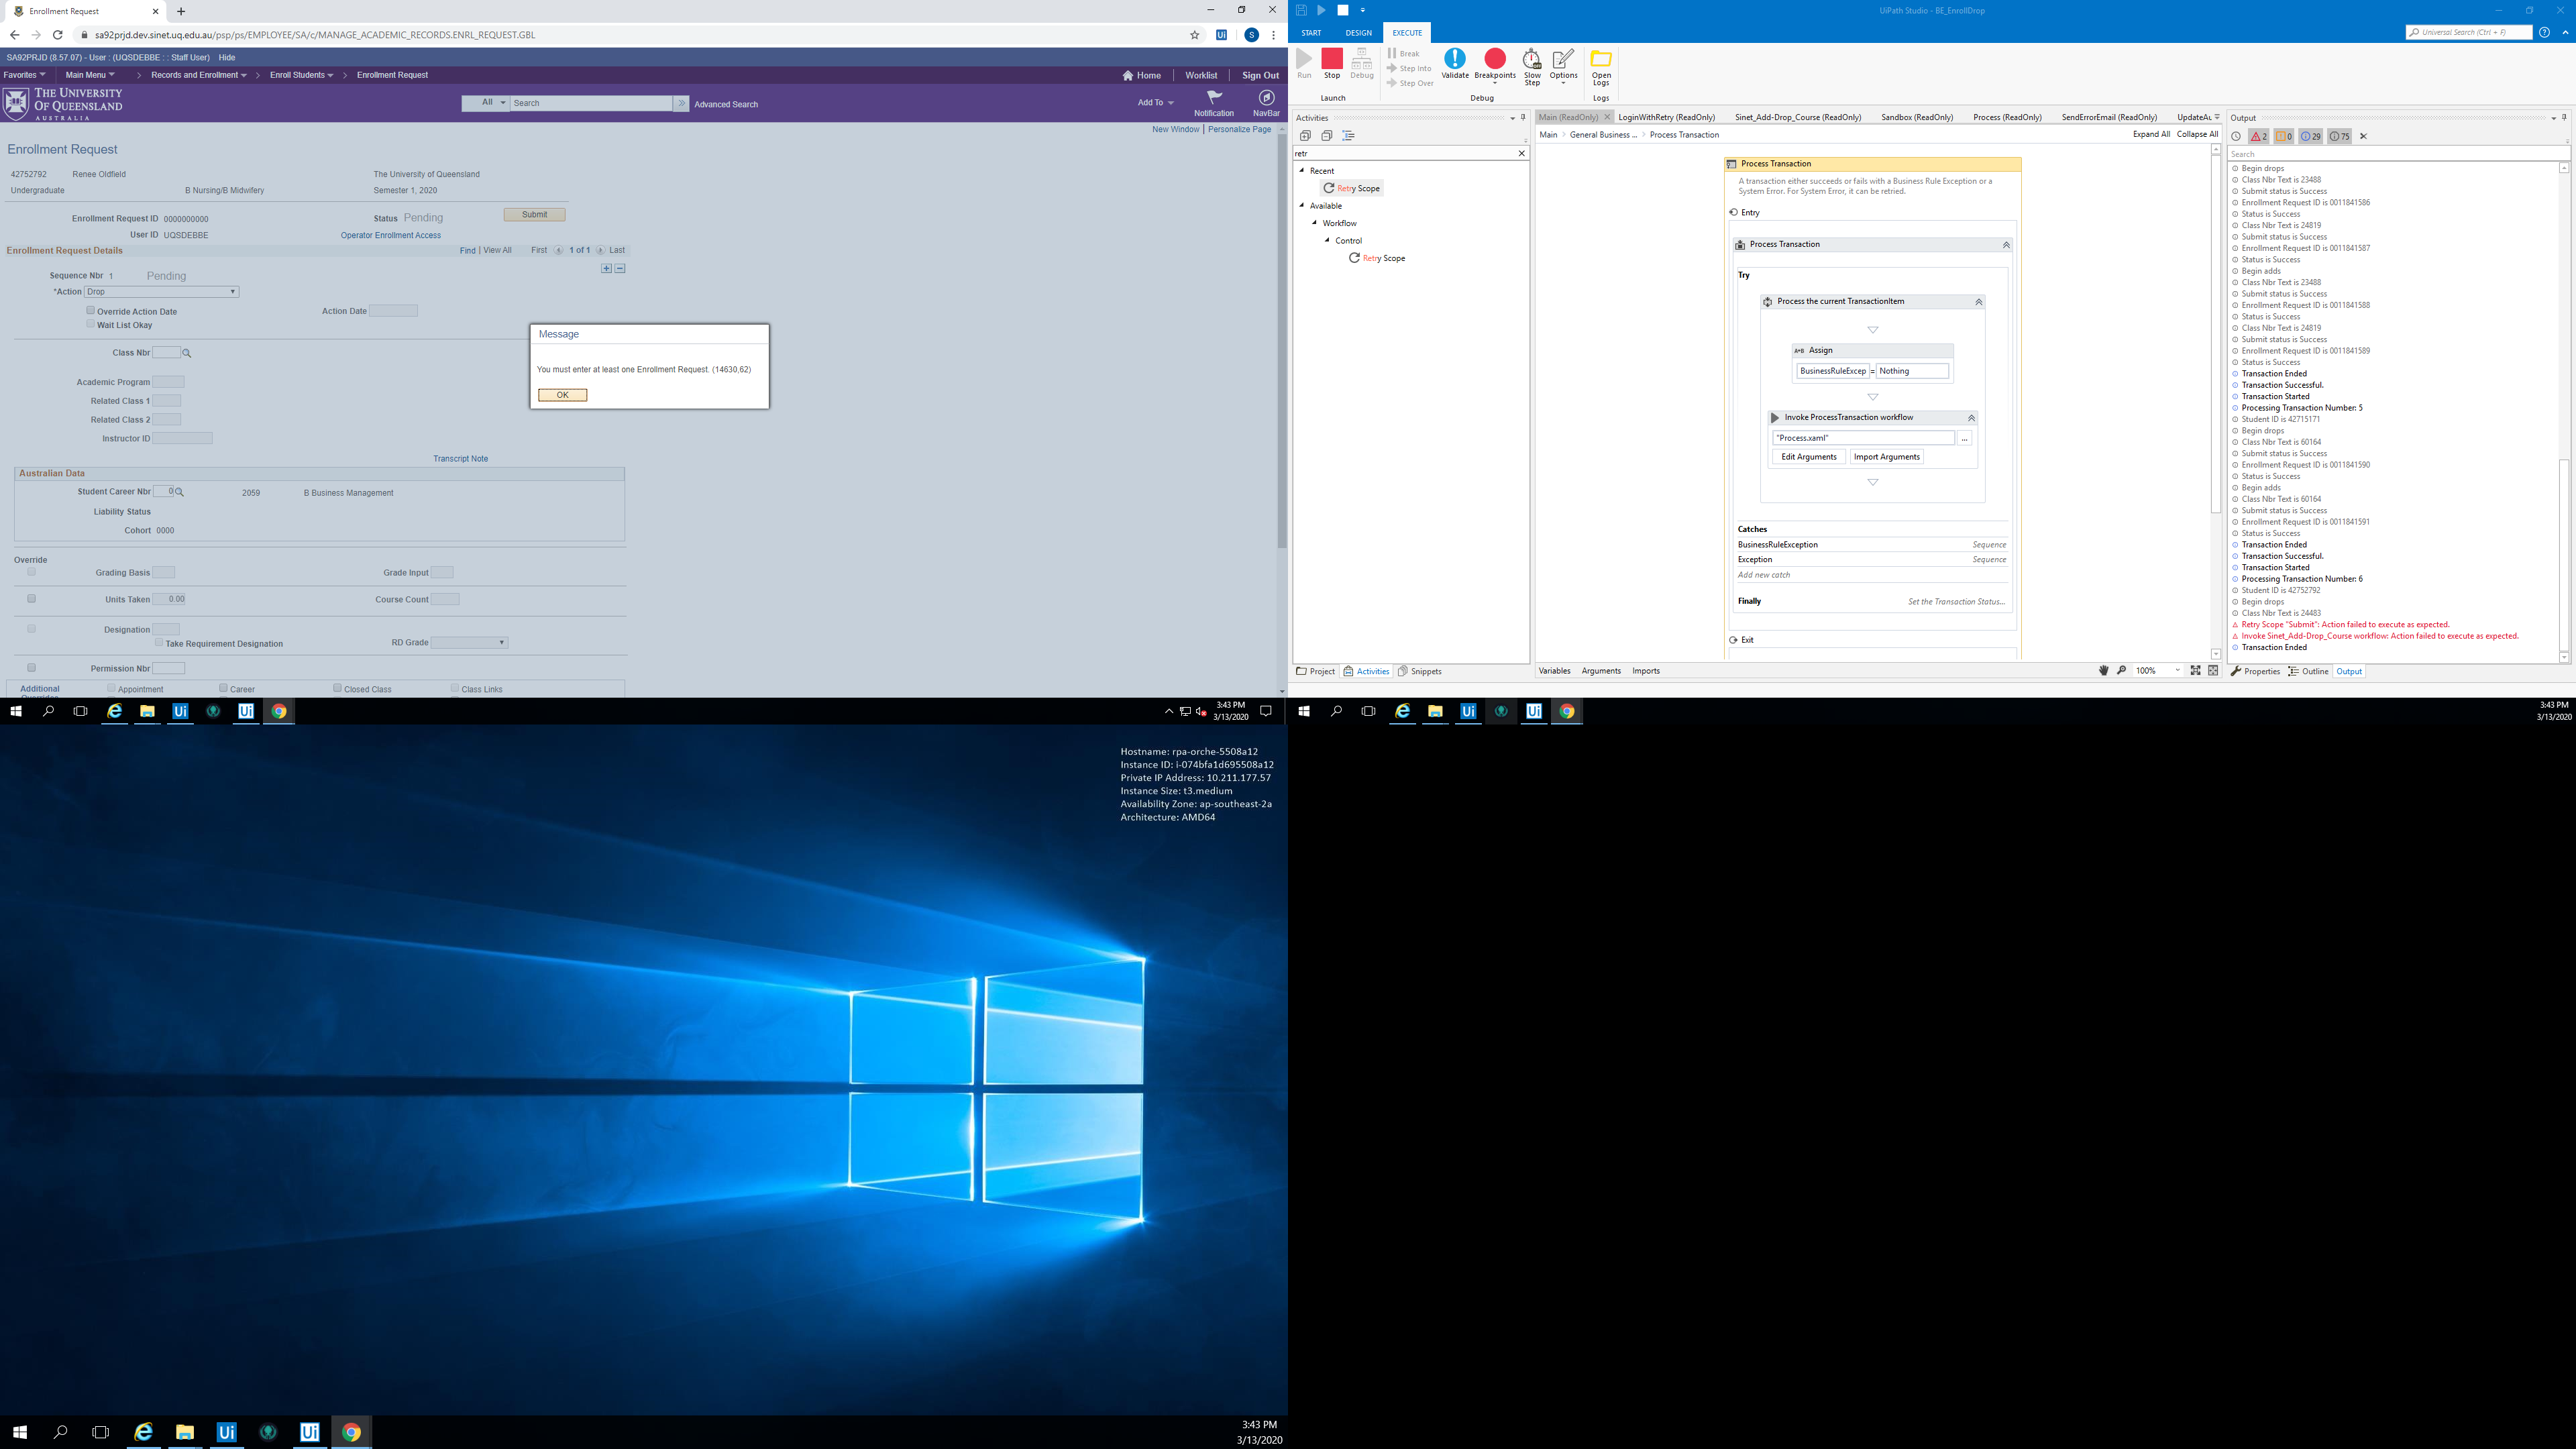 Enrollment Request
sa92prjd.dev.sinet.uq.edu.au/psp/ps/EMPLOYEE/SA/c/MANAGE_ACADEMIC_RECORDS.ENRL_REQUEST.GBL
SA92PRJD (8.57.07) - User : (UQSDEBBE : : Staff User) Hide
Favorites Main Menu > Records and Enrollment > Enroll Students > Enrollment Request
Home Worklist Sign Out
THE UNIVERSITY
OF QUEENSLAND
AUSTRALIA
All Search Advanced Search
Add To Notification NavBar
New Window | Personalize Page
Enrollment Request
42752792 Renee Oldfield The University of Queensland
Undergraduate B Nursing/B Midwifery Semester 1, 2020
Enrollment Request ID 0000000000 Status Pending Submit
User ID UQSDEBBE Operator Enrollment Access
Enrollment Request Details Find | View All First 1 of 1 Last
Sequence Nbr 1 Pending
*Action Drop
Override Action Date Action Date
Wait List Okay
Class Nbr
Academic Program
Related Class 1
Related Class 2
Instructor ID
Transcript Note
Australian Data
Student Career Nbr 0 2059 B Business Management
Liability Status
Cohort 0000
Override
Grading Basis Grade Input
Units Taken 0.00 Course Count
Designation
Take Requirement Designation RD Grade
Permission Nbr
Additional Appointment Career Closed Class Class Links
Message
You must enter at least one Enrollment Request. (14630,62)
OK
3:43 PM
3/13/2020
UiPath Studio - BE_EnrollDrop
START DESIGN EXECUTE
Universal Search (Ctrl + F)
Run Stop Debug
Break
Step Into
Step Over
Validate Breakpoints Slow Step Options Open Logs
Launch Debug Logs
Activities
retr
Recent
Retry Scope
Available
Workflow
Control
Retry Scope
Project Activities Snippets
Main (ReadOnly) LoginWithRetry (ReadOnly) Sinet_Add-Drop_Course (ReadOnly) Sandbox (ReadOnly) Process (ReadOnly) SendErrorEmail (ReadOnly) UpdateAu
Main > General Business ... > Process Transaction Expand All Collapse All
Process Transaction
A transaction either succeeds or fails with a Business Rule Exception or a
System Error. For System Error, it can be retried.
Entry
Process Transaction
Try
Process the current TransactionItem
A+B Assign
BusinessRuleExcep = Nothing
Invoke ProcessTransaction workflow
"Process.xaml" ...
Edit Arguments Import Arguments
Catches
BusinessRuleException Sequence
Exception Sequence
Add new catch
Finally Set the Transaction Status...
Exit
Variables Arguments Imports 100%
Output
2 0 29 75
Search
Begin drops
Class Nbr Text is 23488
Submit status is Success
Enrollment Request ID is 0011841586
Status is Success
Class Nbr Text is 24819
Submit status is Success
Enrollment Request ID is 0011841587
Status is Success
Begin adds
Class Nbr Text is 23488
Submit status is Success
Enrollment Request ID is 0011841588
Status is Success
Class Nbr Text is 24819
Submit status is Success
Enrollment Request ID is 0011841589
Status is Success
Transaction Ended
Transaction Successful.
Transaction Started
Processing Transaction Number: 5
Student ID is 42715171
Begin drops
Class Nbr Text is 60164
Submit status is Success
Enrollment Request ID is 0011841590
Status is Success
Begin adds
Class Nbr Text is 60164
Submit status is Success
Enrollment Request ID is 0011841591
Status is Success
Transaction Ended
Transaction Successful.
Transaction Started
Processing Transaction Number: 6
Student ID is 42752792
Begin drops
Class Nbr Text is 24483
Retry Scope "Submit": Action failed to execute as expected.
Invoke Sinet_Add-Drop_Course workflow: Action failed to execute as expected.
Transaction Ended
Properties Outline Output
3:43 PM
3/13/2020
Hostname: rpa-orche-5508a12
Instance ID: i-074bfa1d695508a12
Private IP Address: 10.211.177.57
Instance Size: t3.medium
Availability Zone: ap-southeast-2a
Architecture: AMD64
3:43 PM
3/13/2020